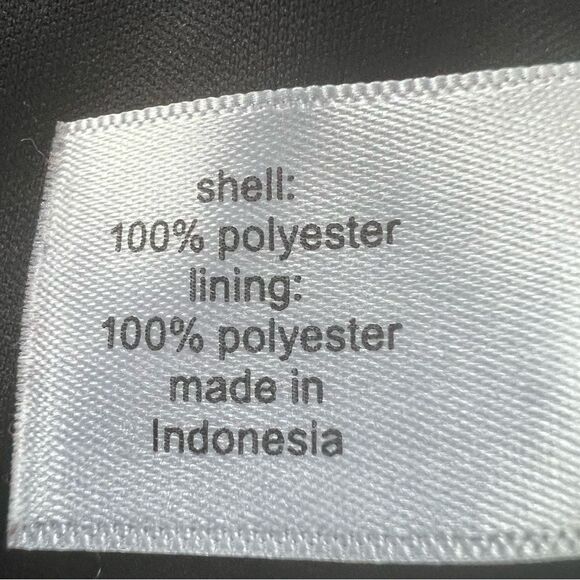 shell:
100% polyester
lining:
100% polyester
made in
Indonesia